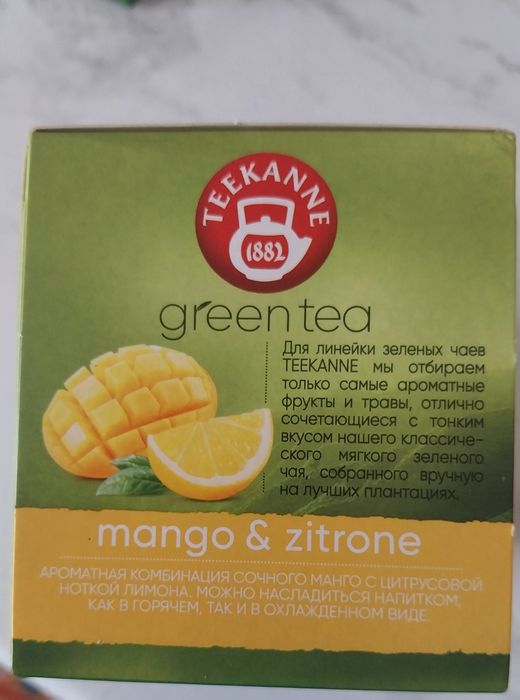 TEEKANNE
1882
green tea
Для линейки зеленых чаев
TEEKANNE мы отбираем
только самые ароматные
фрукты и травы, отлично
сочетающиеся с тонким
вкусом нашего классиче-
ского мягкого зеленого
чая, собранного вручную
на лучших плантациях.
mango & zitrone
АРОМАТНАЯ КОМБИНАЦИЯ СОЧНОГО МАНГО С ЦИТРУСОВОЙ
НОТКОЙ ЛИМОНА. МОЖНО НАСЛАДИТЬСЯ НАПИТКОМ,
КАК В ГОРЯЧЕМ, ТАК И В ОХЛАЖДЕННОМ ВИДЕ.